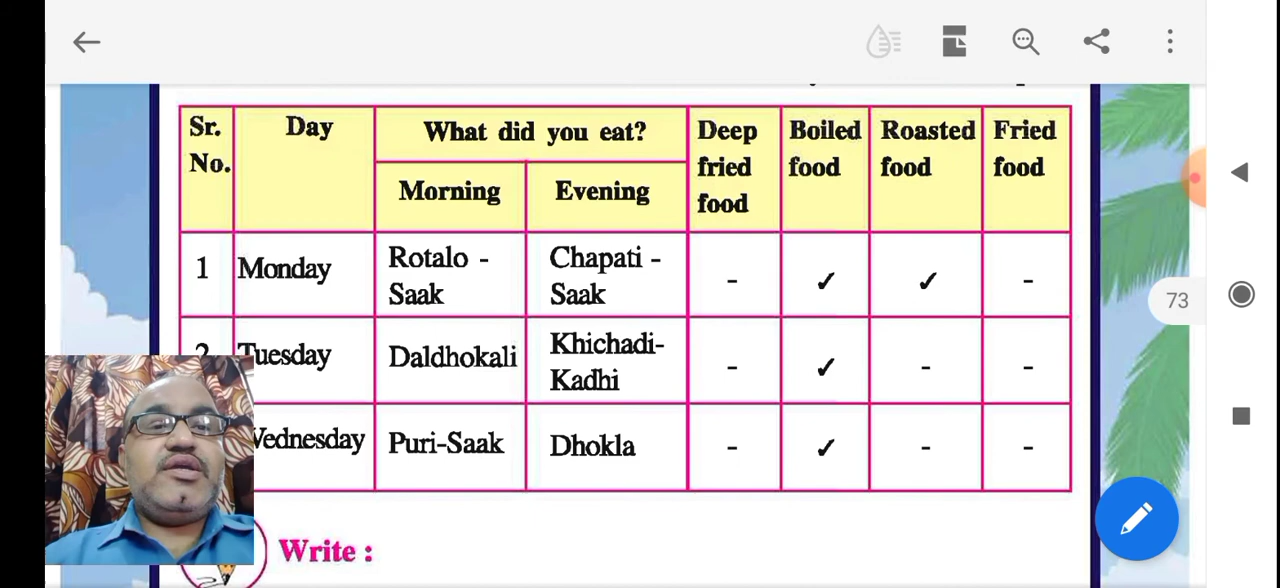 Sr. No. Day What did you eat? Deep fried food Boiled food Roasted food Fried food
Morning Evening
1 Monday Rotalo - Saak Chapati - Saak - ✓ ✓ -
2 Tuesday Daldhokali Khichadi-Kadhi - ✓ - -
Wednesday Puri-Saak Dhokla - ✓ - -
Write :
73